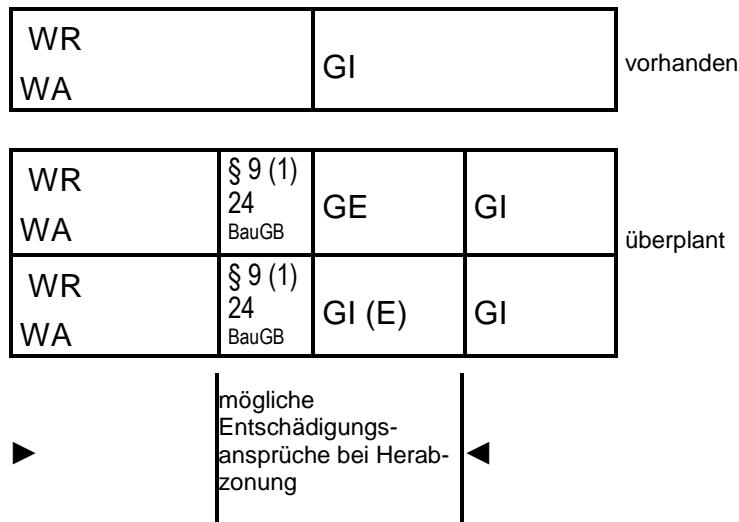 WR
WA
GI
vorhanden
WR
WA
§ 9 (1)
24
BauGB
GE
GI
überplant
WR
WA
§ 9 (1)
24
BauGB
GI (E)
GI
► 
mögliche
Entschädigungs-
ansprüche bei Herab-
zonung
◄